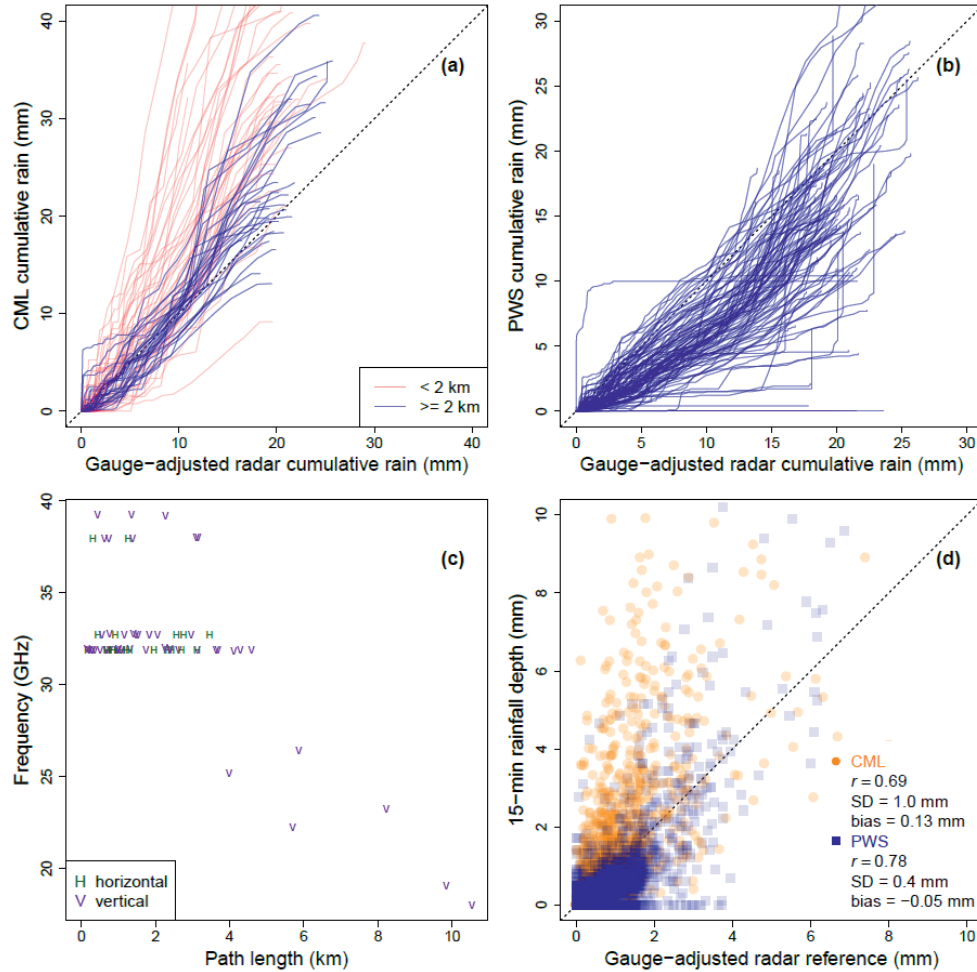 (a)
CML cumulative rain (mm)
0 10 20 30 40
0 10 20 30 40
< 2 km
>= 2 km
Gauge−adjusted radar cumulative rain (mm)
(b)
PWS cumulative rain (mm)
0 5 10 15 20 25 30
0 5 10 15 20 25 30
Gauge−adjusted radar cumulative rain (mm)
(c)
Frequency (GHz)
20 25 30 35 40
H horizontal
V vertical
0 2 4 6 8 10
Path length (km)
(d)
15−min rainfall depth (mm)
0 2 4 6 8 10
CML
r = 0.69
SD = 1.0 mm
bias = 0.13 mm
PWS
r = 0.78
SD = 0.4 mm
bias = −0.05 mm
0 2 4 6 8 10
Gauge−adjusted radar reference (mm)